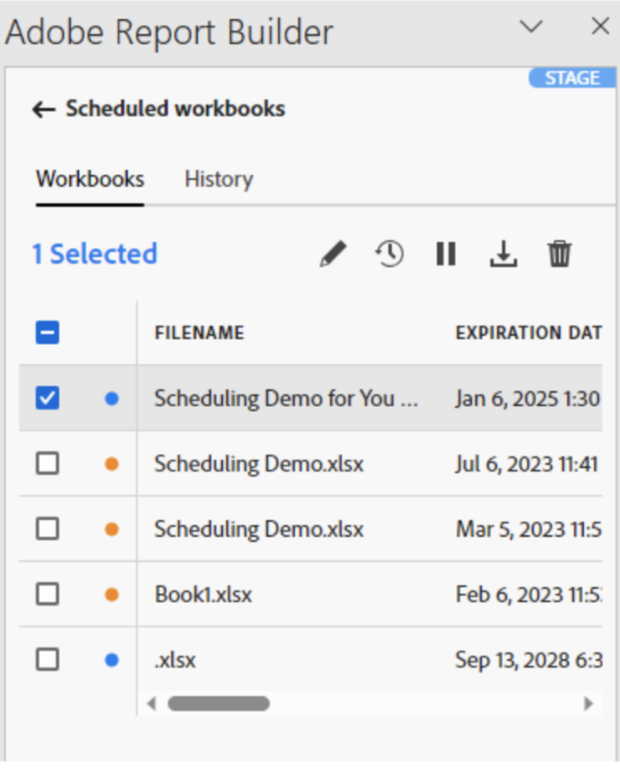 Adobe Report Builder
STAGE
Scheduled workbooks
Workbooks History
1 Selected
FILENAME EXPIRATION DAT
Scheduling Demo for You ... Jan 6, 2025 1:30
Scheduling Demo.xlsx Jul 6, 2023 11:41
Scheduling Demo.xlsx Mar 5, 2023 11:5
Book1.xlsx Feb 6, 2023 11:5
.xlsx Sep 13, 2028 6:3